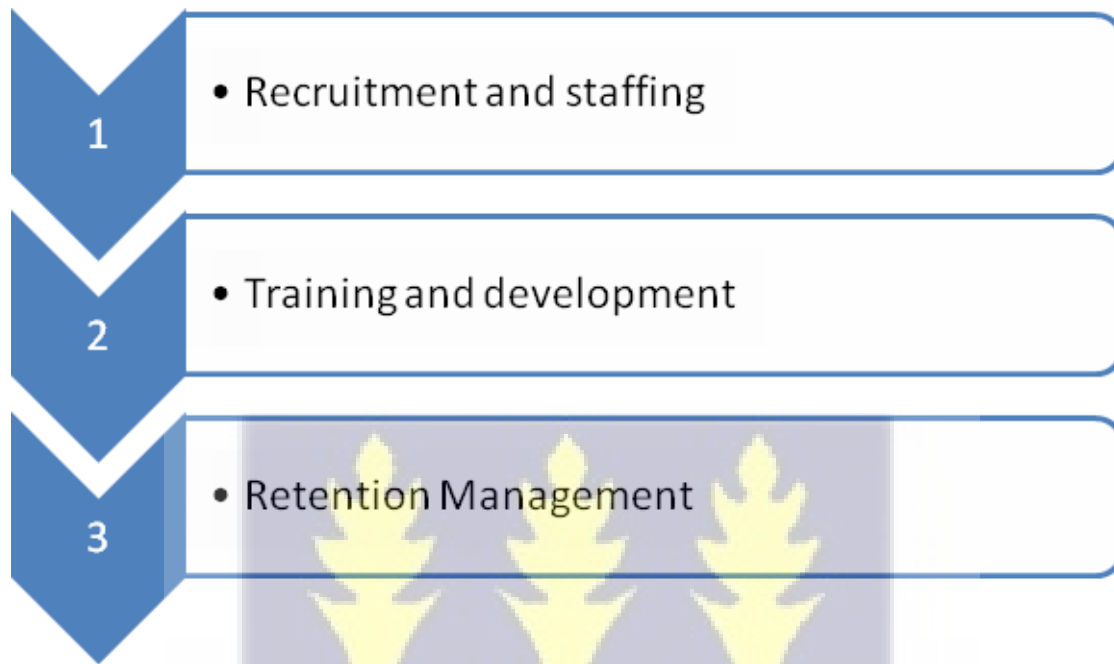 1
• Recruitment and staffing
2
• Training and development
3
• Retention Management